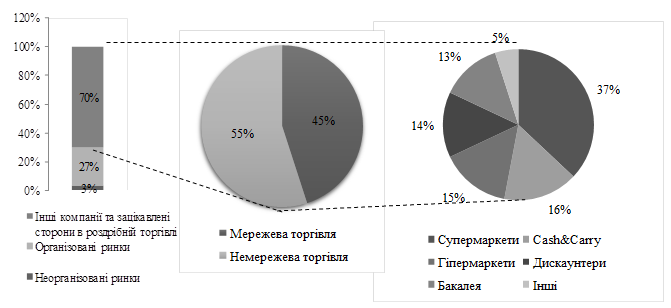 120%
100%
80%
60%
40%
20%
0%
70%
27%
3%
Інші компанії та зацікавлені
сторони в роздрібній торгівлі
Організовані ринки
Неорганізовані ринки
55%
45%
Мережева торгівля
Немережева торгівля
5%
13%
37%
14%
15%
16%
Супермаркети
Cash&Carry
Гіпермаркети
Дискаунтери
Бакалея
Інші